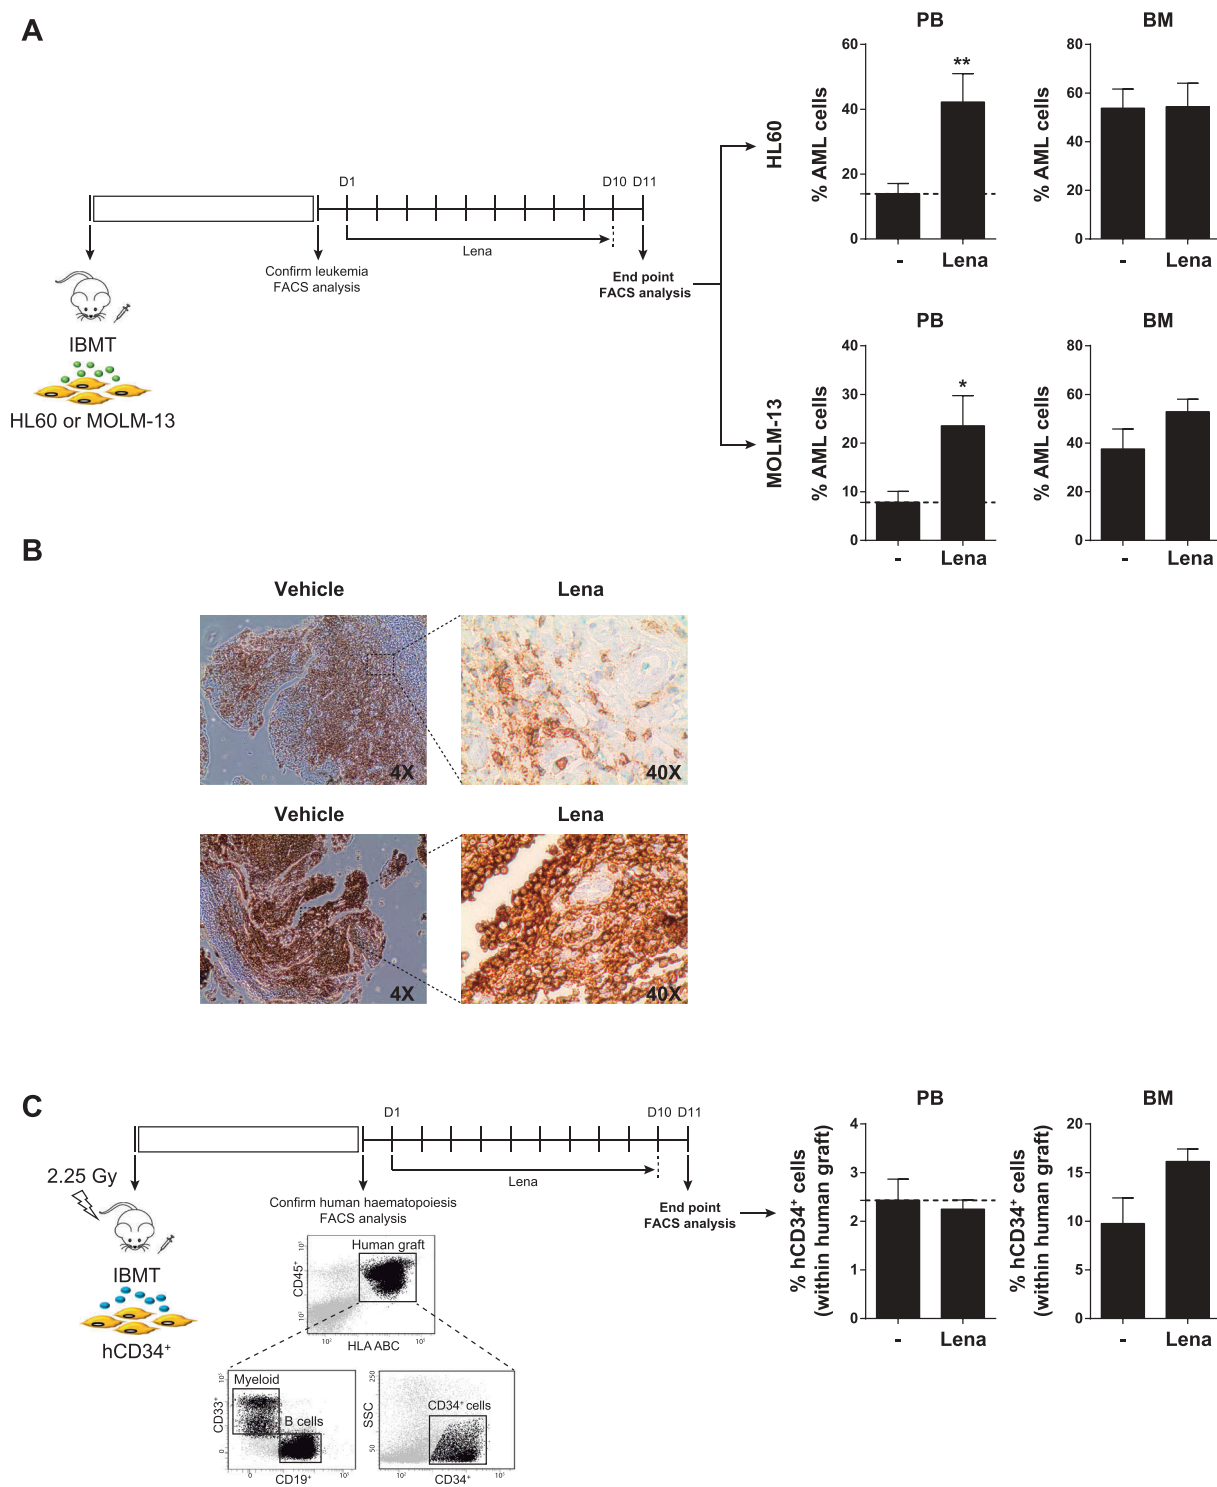 A
D1
D10 D11
Lena
Confirm leukemia
FACS analysis
End point
FACS analysis
IBMT
HL60 or MOLM-13
HL60
PB
% AML cells
60
40
20
0
**
-
Lena
BM
% AML cells
80
60
40
20
0
-
Lena
MOLM-13
PB
% AML cells
40
30
20
10
0
*
-
Lena
BM
% AML cells
80
60
40
20
0
-
Lena
B
Vehicle
Lena
4X
40X
Vehicle
Lena
4X
40X
C
D1
D10 D11
Lena
2.25 Gy
IBMT
hCD34⁺
Confirm human haematopoiesis
FACS analysis
End point
FACS analysis
Human graft
CD45⁺
HLA ABC
Myeloid
B cells
CD33⁺
0
0
CD19⁺
CD34⁺ cells
SSC
250
50
CD34⁺
PB
% hCD34⁺ cells
(within human graft)
4
3
2
1
0
-
Lena
BM
% hCD34⁺ cells
(within human graft)
20
15
10
5
0
-
Lena